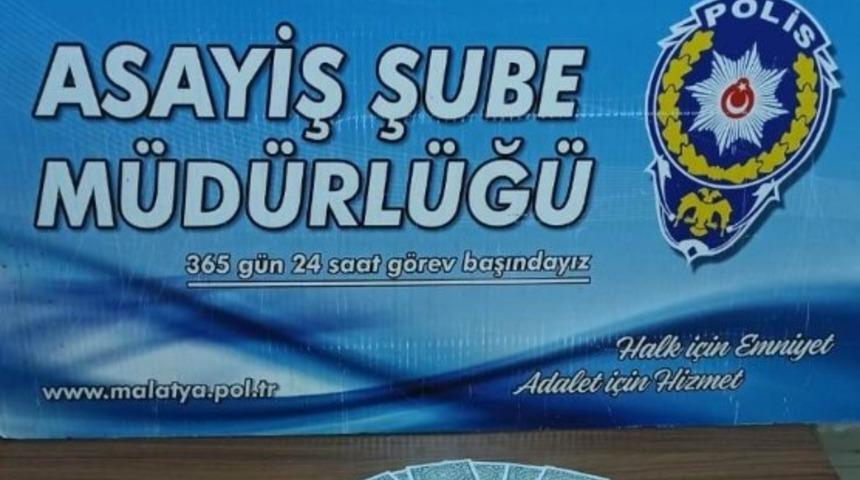 POLİS
ASAYİŞ ŞUBE
MÜDÜRLÜĞÜ
365 gün 24 saat görev başındayız
Halk için Emniyet
Adalet için Hizmet
www.malatya.pol.tr